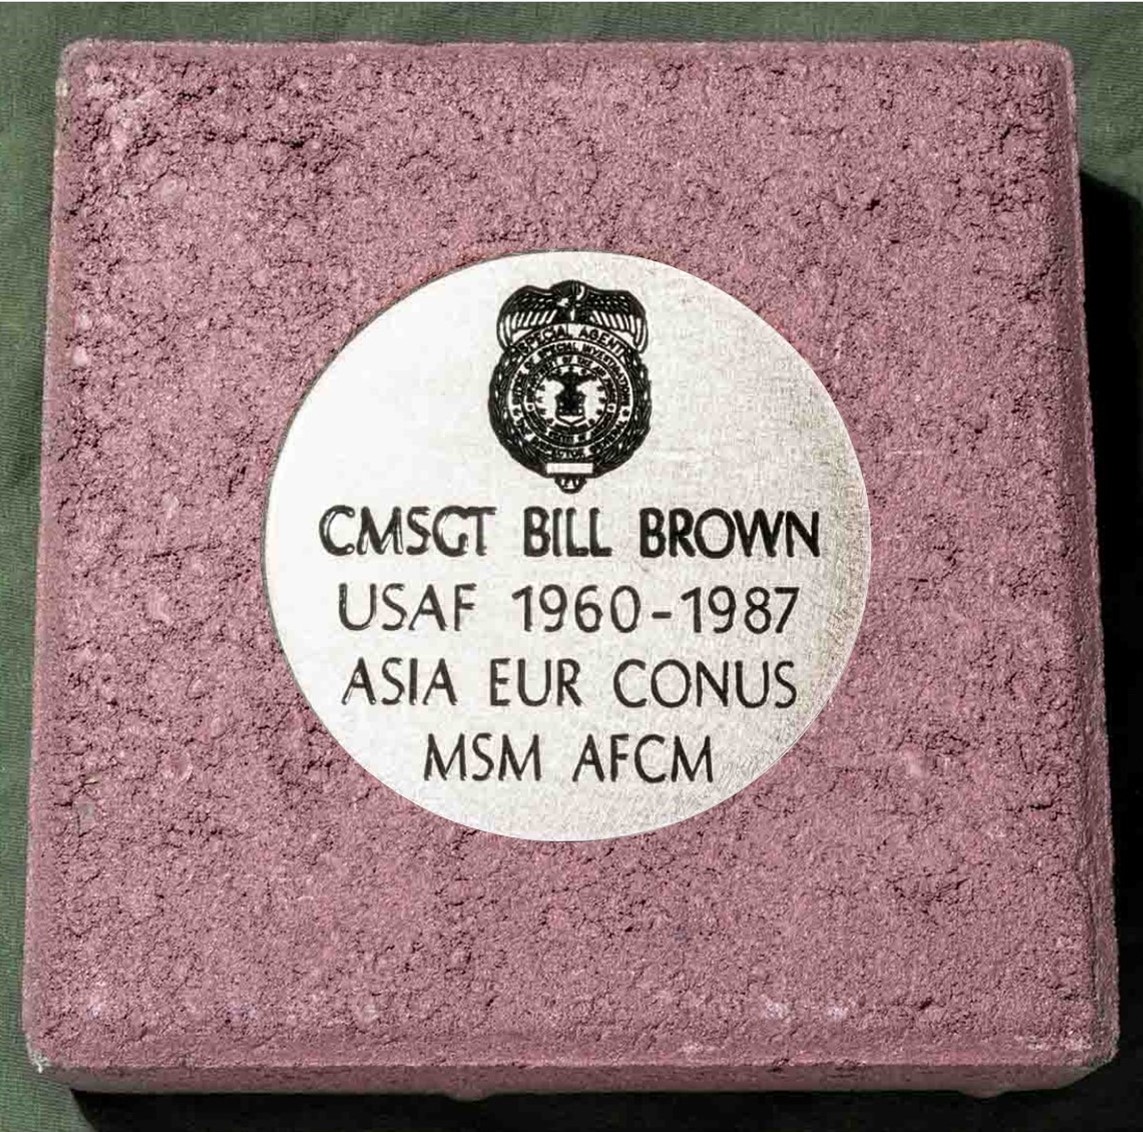 SPECIAL AGENT
CMSGT BILL BROWN
USAF 1960-1987
ASIA EUR CONUS
MSM AFCM